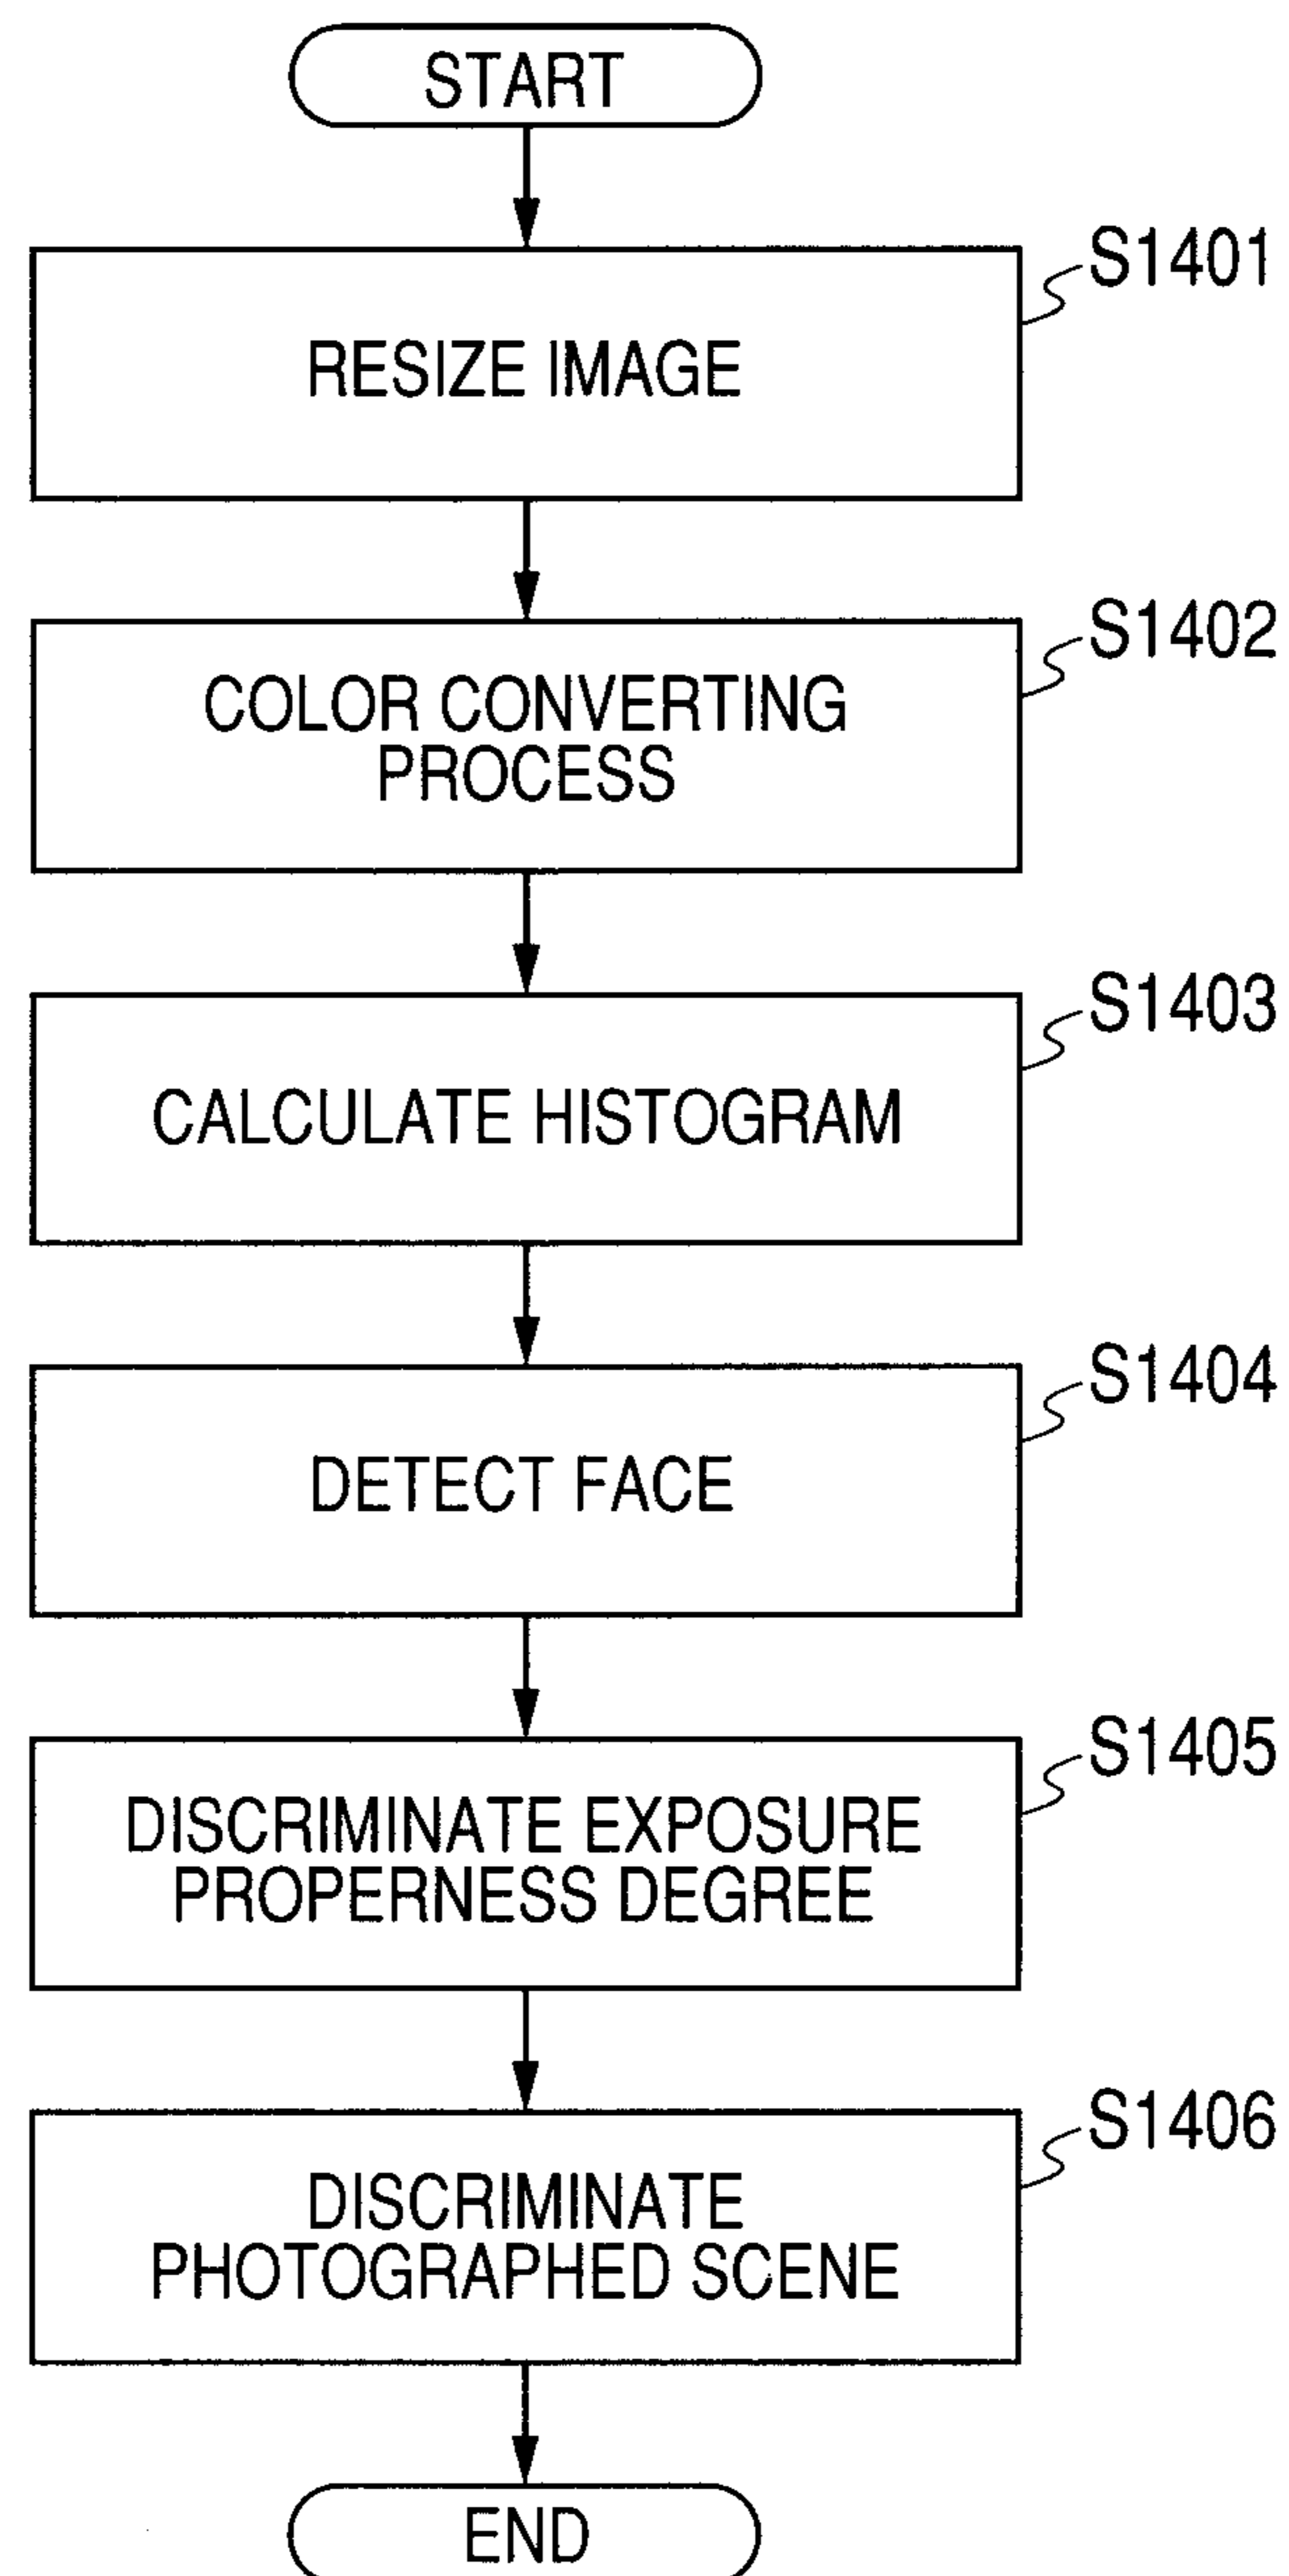 START
S1401
RESIZE IMAGE
S1402
COLOR CONVERTING
PROCESS
S1403
CALCULATE HISTOGRAM
S1404
DETECT FACE
S1405
DISCRIMINATE EXPOSURE
PROPERNESS DEGREE
S1406
DISCRIMINATE
PHOTOGRAPHED SCENE
END